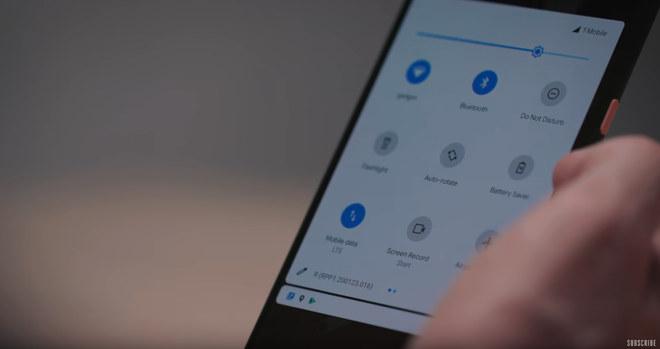 T-Mobile
Bluetooth
Do Not Disturb
Flashlight
Auto-rotate
Battery Saver
Mobile data
LTE
Screen Record
Start
R (RPP1.200123.016)
SUBSCRIBE